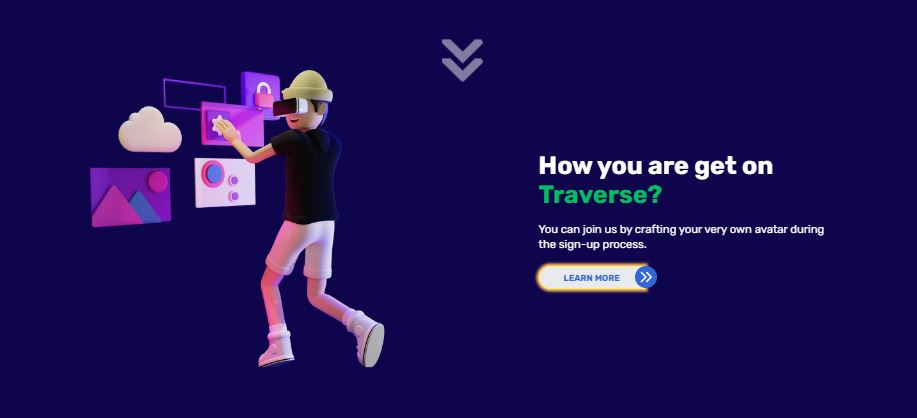 How you are get on
Traverse?
You can join us by crafting your very own avatar during
the sign-up process.
LEARN MORE